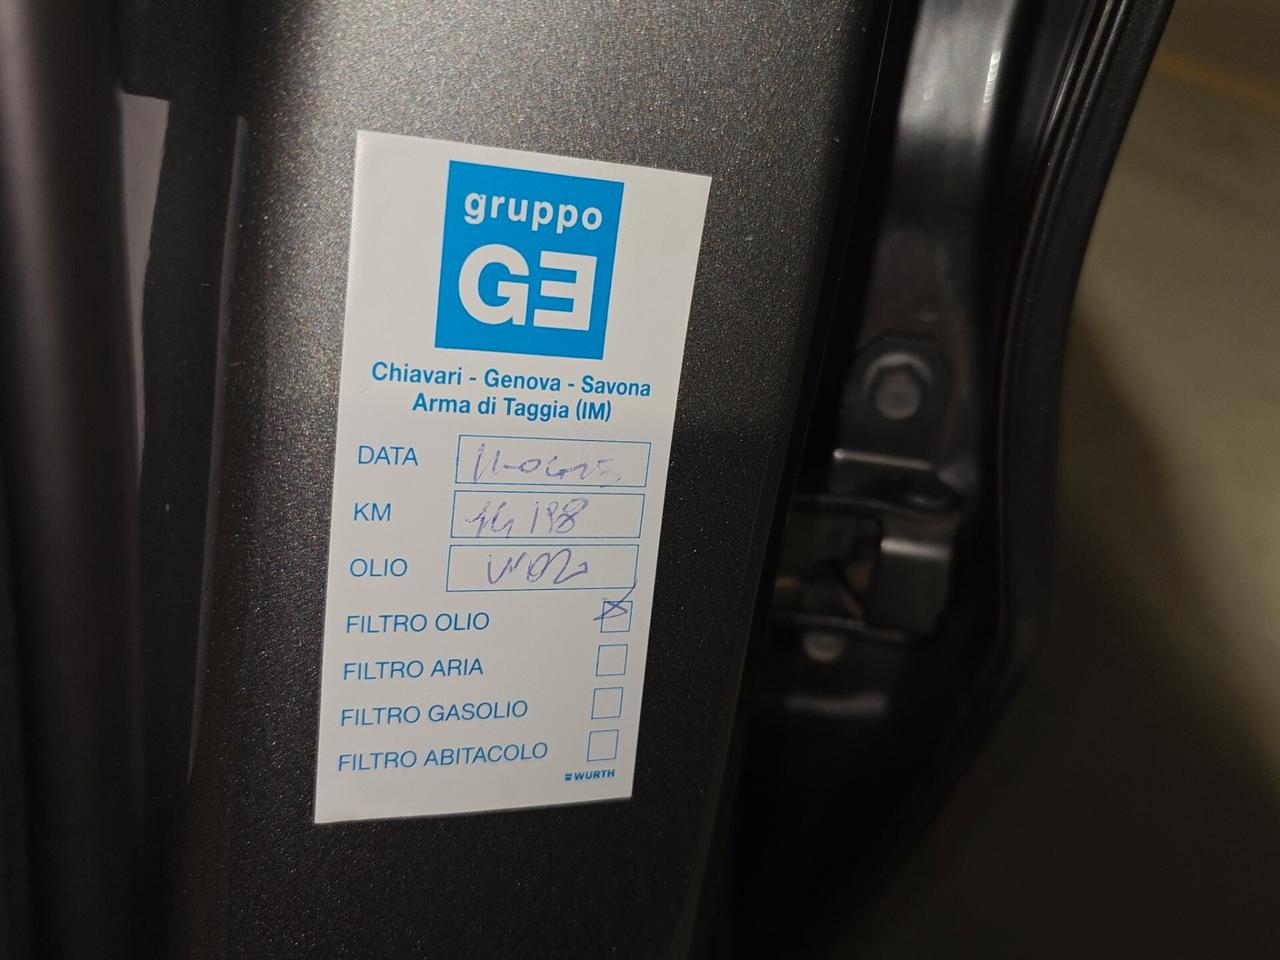 gruppo
GE
Chiavari - Genova - Savona
Arma di Taggia (IM)
DATA
KM 14 198
OLIO
FILTRO OLIO
FILTRO ARIA
FILTRO GASOLIO
FILTRO ABITACOLO
WÜRTH